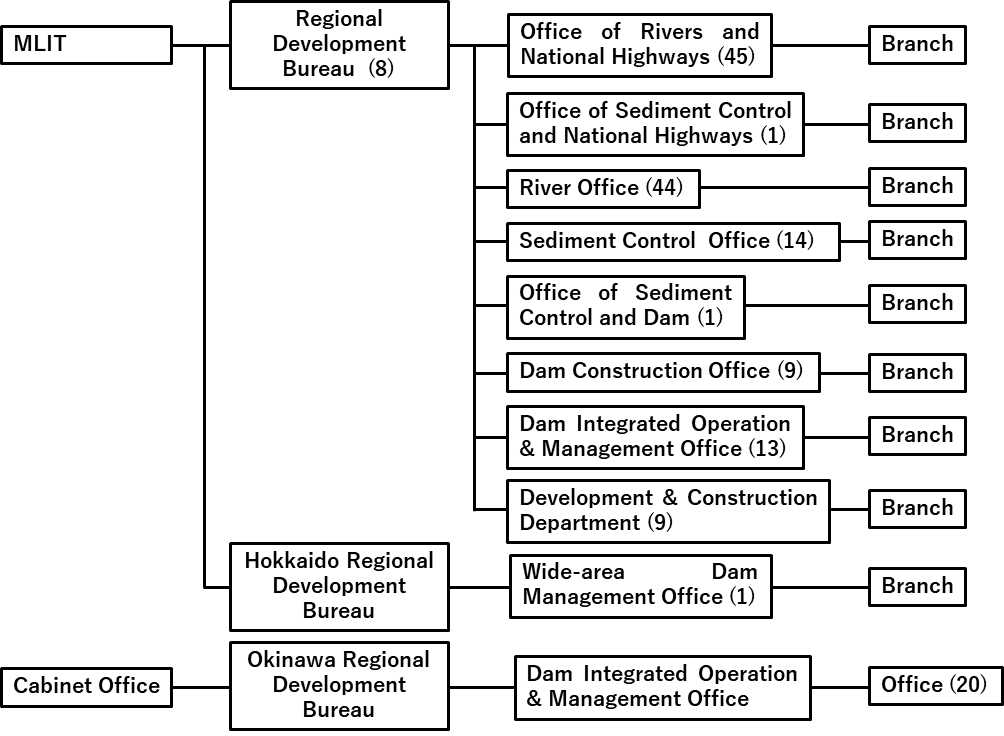 MLIT
Regional
Development
Bureau (8)
Office of Rivers and
National Highways (45)
Branch
Office of Sediment Control
and National Highways (1)
Branch
River Office (44)
Branch
Sediment Control Office (14)
Branch
Office of Sediment
Control and Dam (1)
Branch
Dam Construction Office (9)
Branch
Dam Integrated Operation
& Management Office (13)
Branch
Development & Construction
Department (9)
Branch
Hokkaido Regional
Development
Bureau
Wide-area Dam
Management Office (1)
Branch
Cabinet Office
Okinawa Regional
Development
Bureau
Dam Integrated Operation
& Management Office
Office (20)